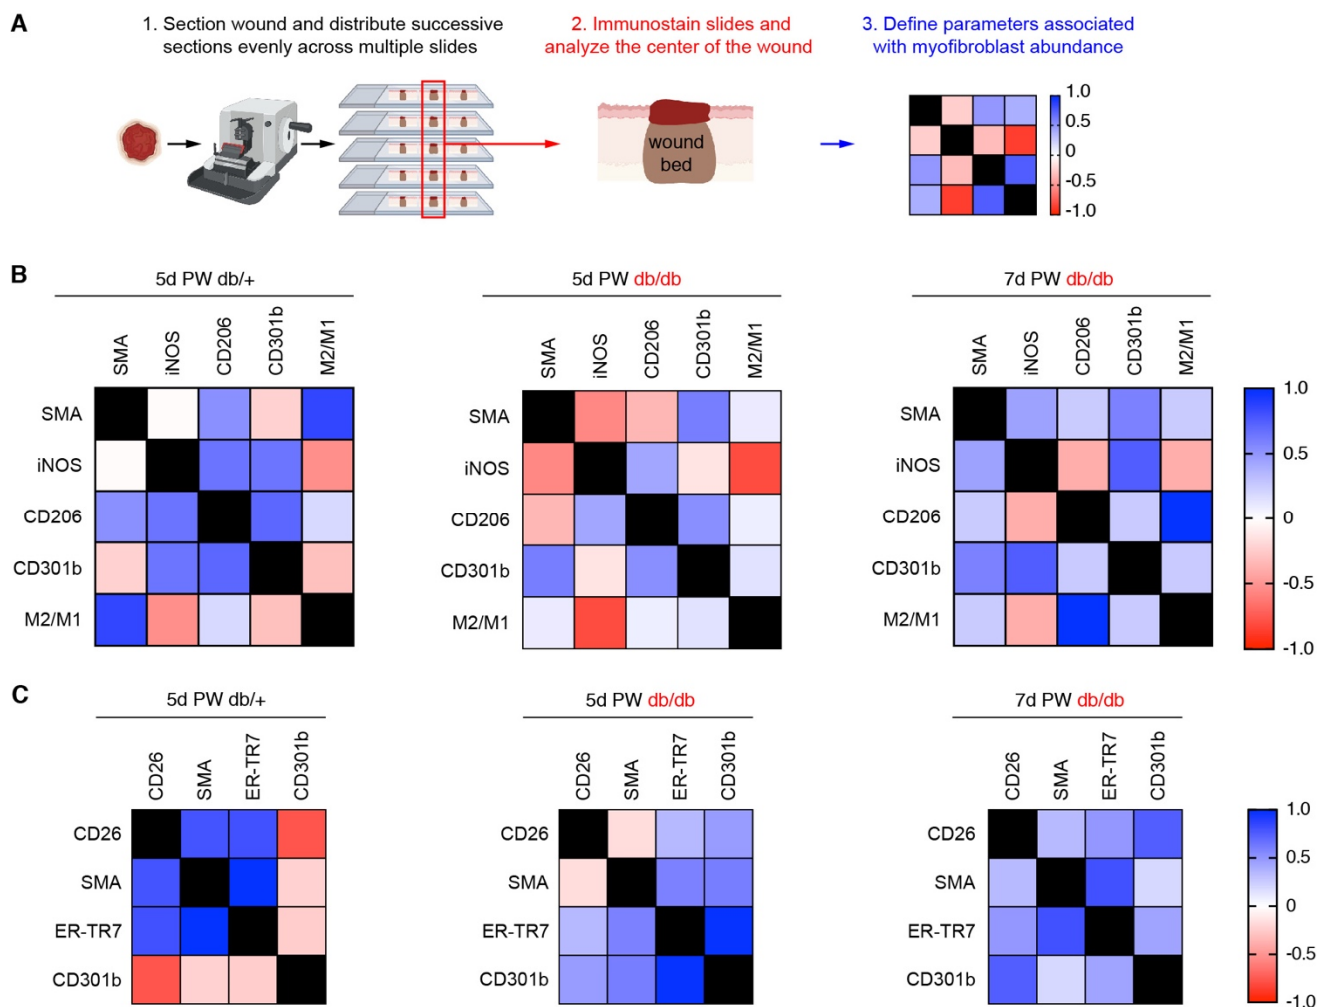 A
1. Section wound and distribute successive
sections evenly across multiple slides
2. Immunostain slides and
analyze the center of the wound
3. Define parameters associated
with myofibroblast abundance
wound
bed
1.0
0.5
0
-0.5
-1.0
B
5d PW db/+
SMA
iNOS
CD206
CD301b
M2/M1
SMA
iNOS
CD206
CD301b
M2/M1
5d PW db/db
SMA
iNOS
CD206
CD301b
M2/M1
SMA
iNOS
CD206
CD301b
M2/M1
7d PW db/db
SMA
iNOS
CD206
CD301b
M2/M1
SMA
iNOS
CD206
CD301b
M2/M1
1.0
0.5
0
-0.5
-1.0
C
5d PW db/+
CD26
SMA
ER-TR7
CD301b
CD26
SMA
ER-TR7
CD301b
5d PW db/db
CD26
SMA
ER-TR7
CD301b
CD26
SMA
ER-TR7
CD301b
7d PW db/db
CD26
SMA
ER-TR7
CD301b
CD26
SMA
ER-TR7
CD301b
1.0
0.5
0
-0.5
-1.0